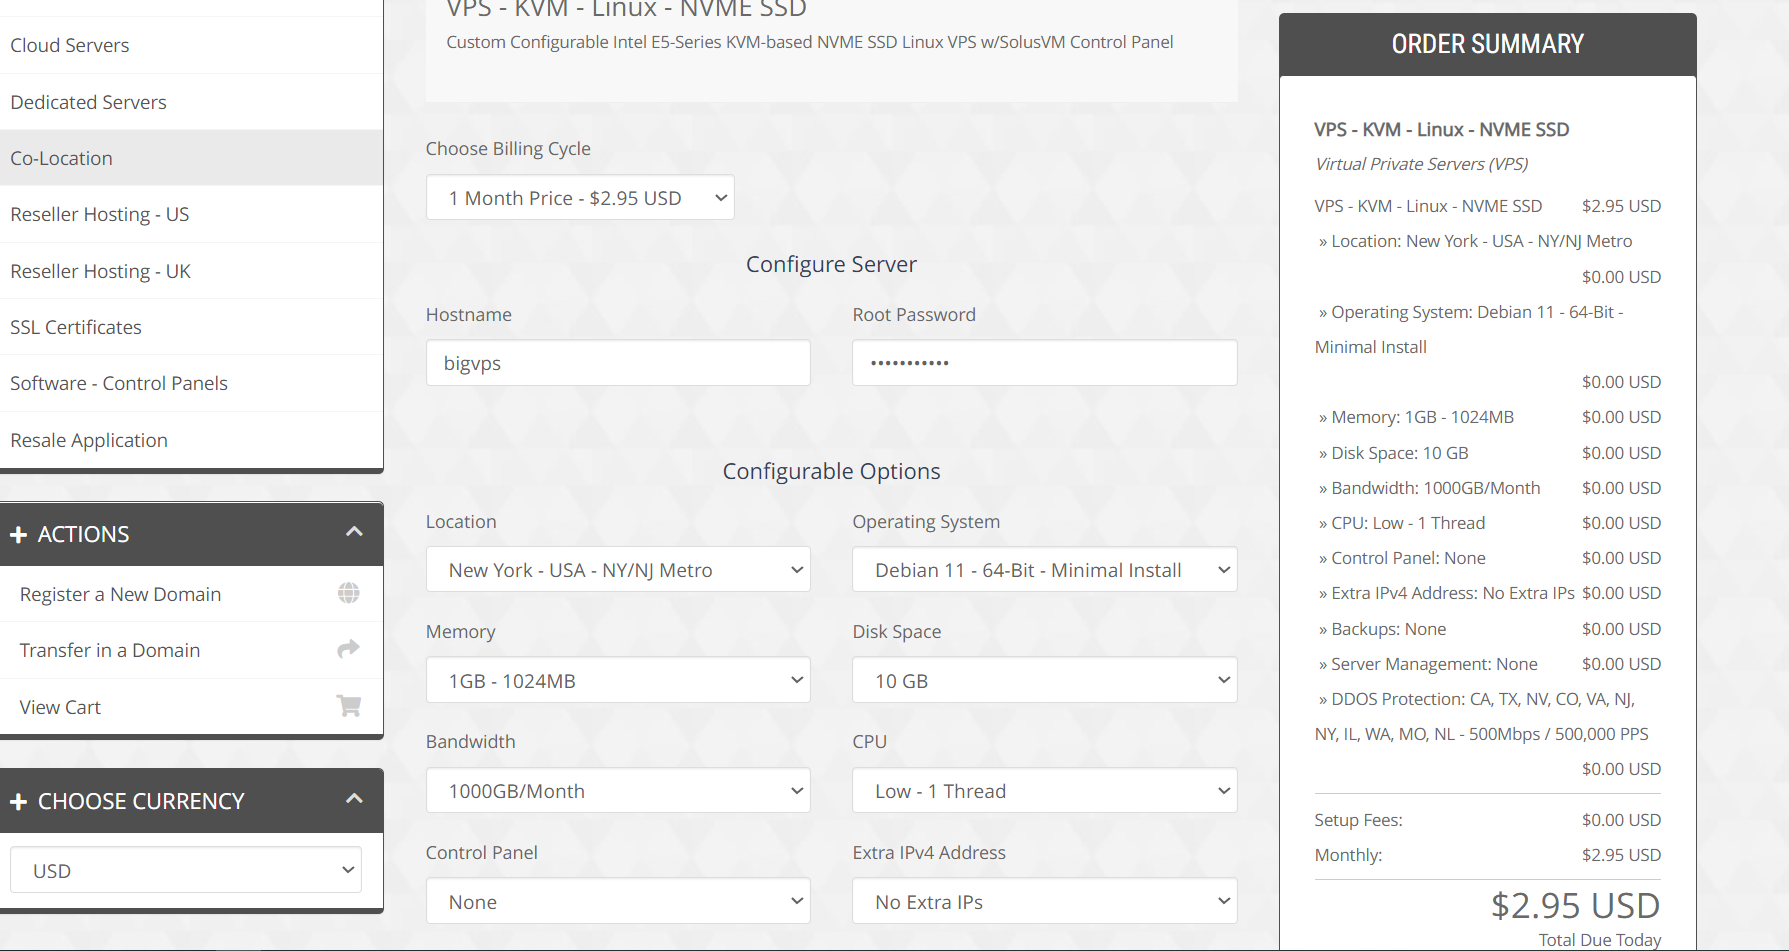 Cloud Servers
Dedicated Servers
Co-Location
Reseller Hosting - US
Reseller Hosting - UK
SSL Certificates
Software - Control Panels
Resale Application
ACTIONS
Register a New Domain
Transfer in a Domain
View Cart
CHOOSE CURRENCY
USD
VPS - KVM - Linux - NVME SSD
Custom Configurable Intel E5-Series KVM-based NVME SSD Linux VPS w/SolusVM Control Panel
Choose Billing Cycle
1 Month Price - $2.95 USD
Configure Server
Hostname
Root Password
bigvps
•••••••••••
Configurable Options
Location
Operating System
New York - USA - NY/NJ Metro
Debian 11 - 64-Bit - Minimal Install
Memory
Disk Space
1GB - 1024MB
10 GB
Bandwidth
CPU
1000GB/Month
Low - 1 Thread
Control Panel
Extra IPv4 Address
None
No Extra IPs
ORDER SUMMARY
VPS - KVM - Linux - NVME SSD
Virtual Private Servers (VPS)
VPS - KVM - Linux - NVME SSD $2.95 USD
» Location: New York - USA - NY/NJ Metro
$0.00 USD
» Operating System: Debian 11 - 64-Bit -
Minimal Install
$0.00 USD
» Memory: 1GB - 1024MB $0.00 USD
» Disk Space: 10 GB $0.00 USD
» Bandwidth: 1000GB/Month $0.00 USD
» CPU: Low - 1 Thread $0.00 USD
» Control Panel: None $0.00 USD
» Extra IPv4 Address: No Extra IPs $0.00 USD
» Backups: None $0.00 USD
» Server Management: None $0.00 USD
» DDOS Protection: CA, TX, NV, CO, VA, NJ,
NY, IL, WA, MO, NL - 500Mbps / 500,000 PPS
$0.00 USD
Setup Fees: $0.00 USD
Monthly: $2.95 USD
$2.95 USD
Total Due Today